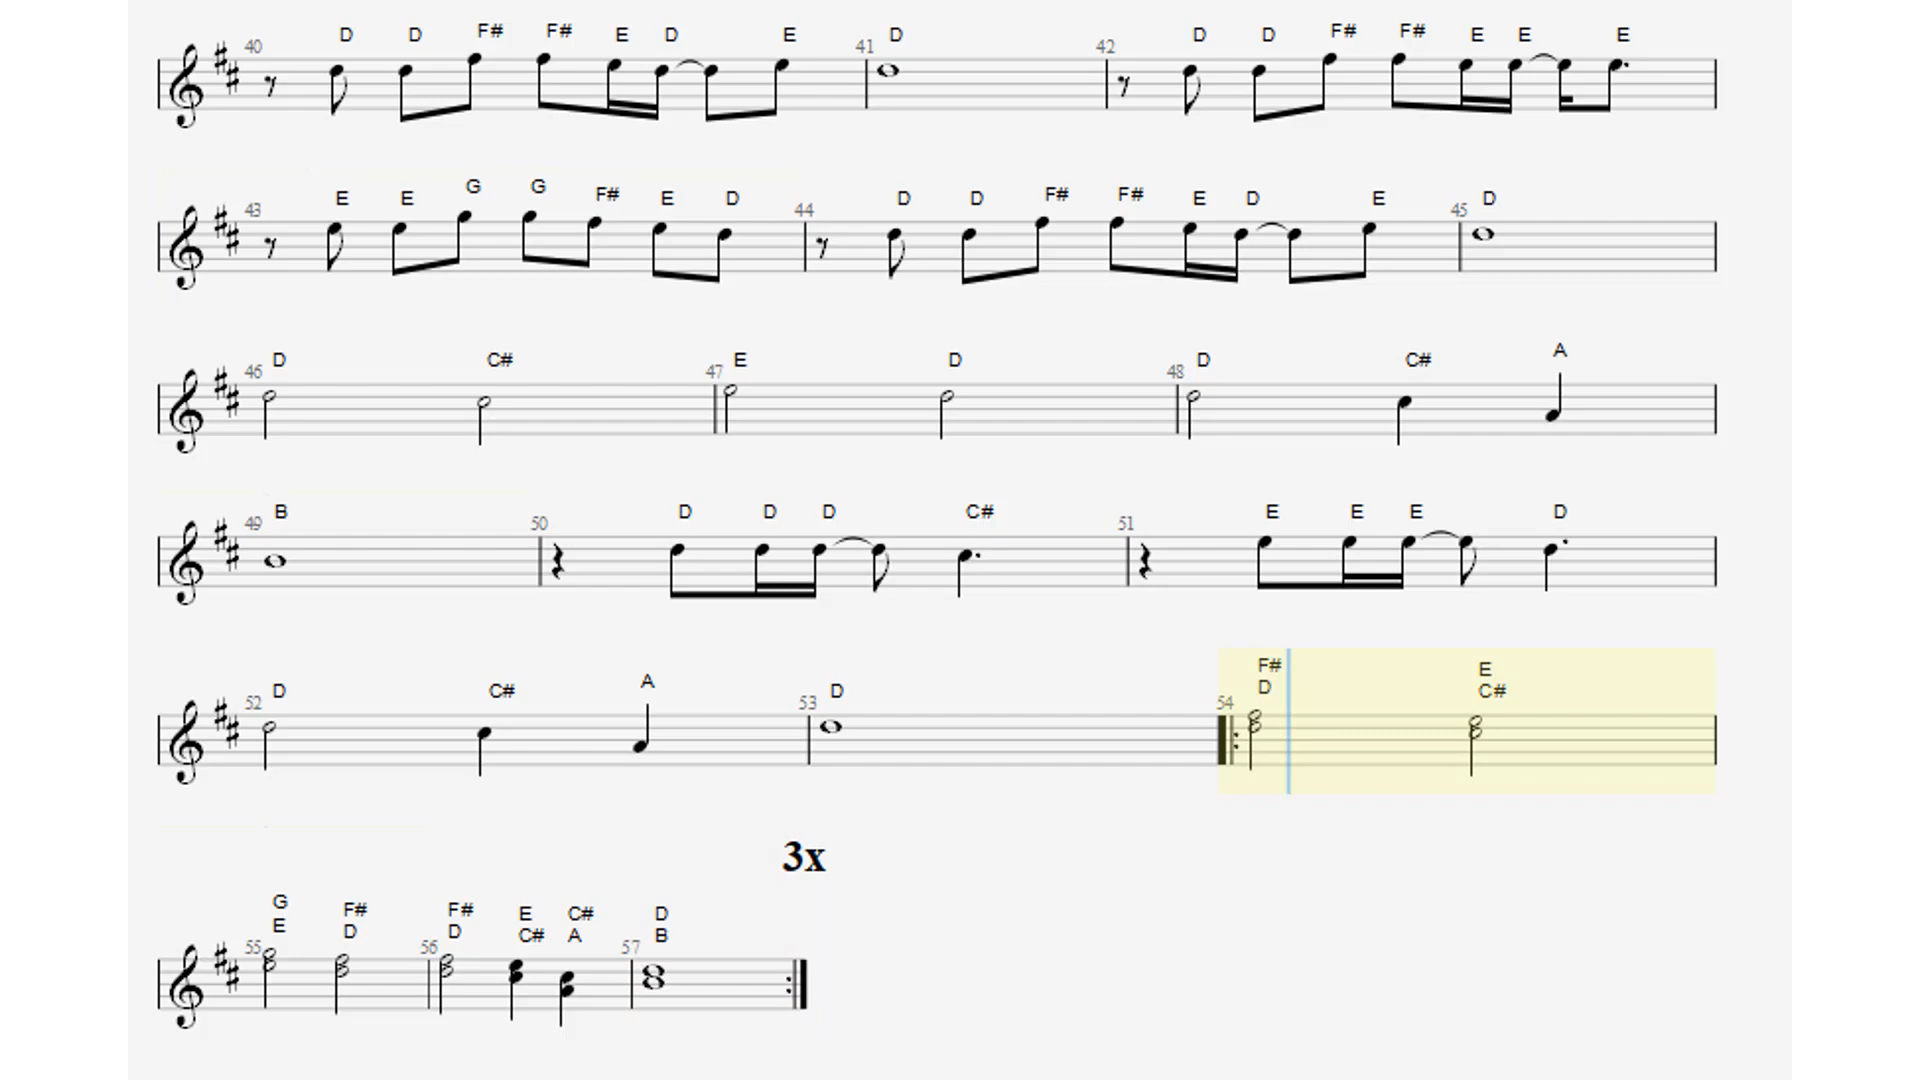 D D F# F# E D E D D D F# F# E E E
40 41 42
E E G G F# E D D D F# F# E D E D
43 44 45
D C# E D D C# A
46 47 48
B D D D C# E E E D
49 50 51
D C# A D F# E
D C#
52 53 54
3x
G F# F# E C# D
E D D C# A B
55 56 57